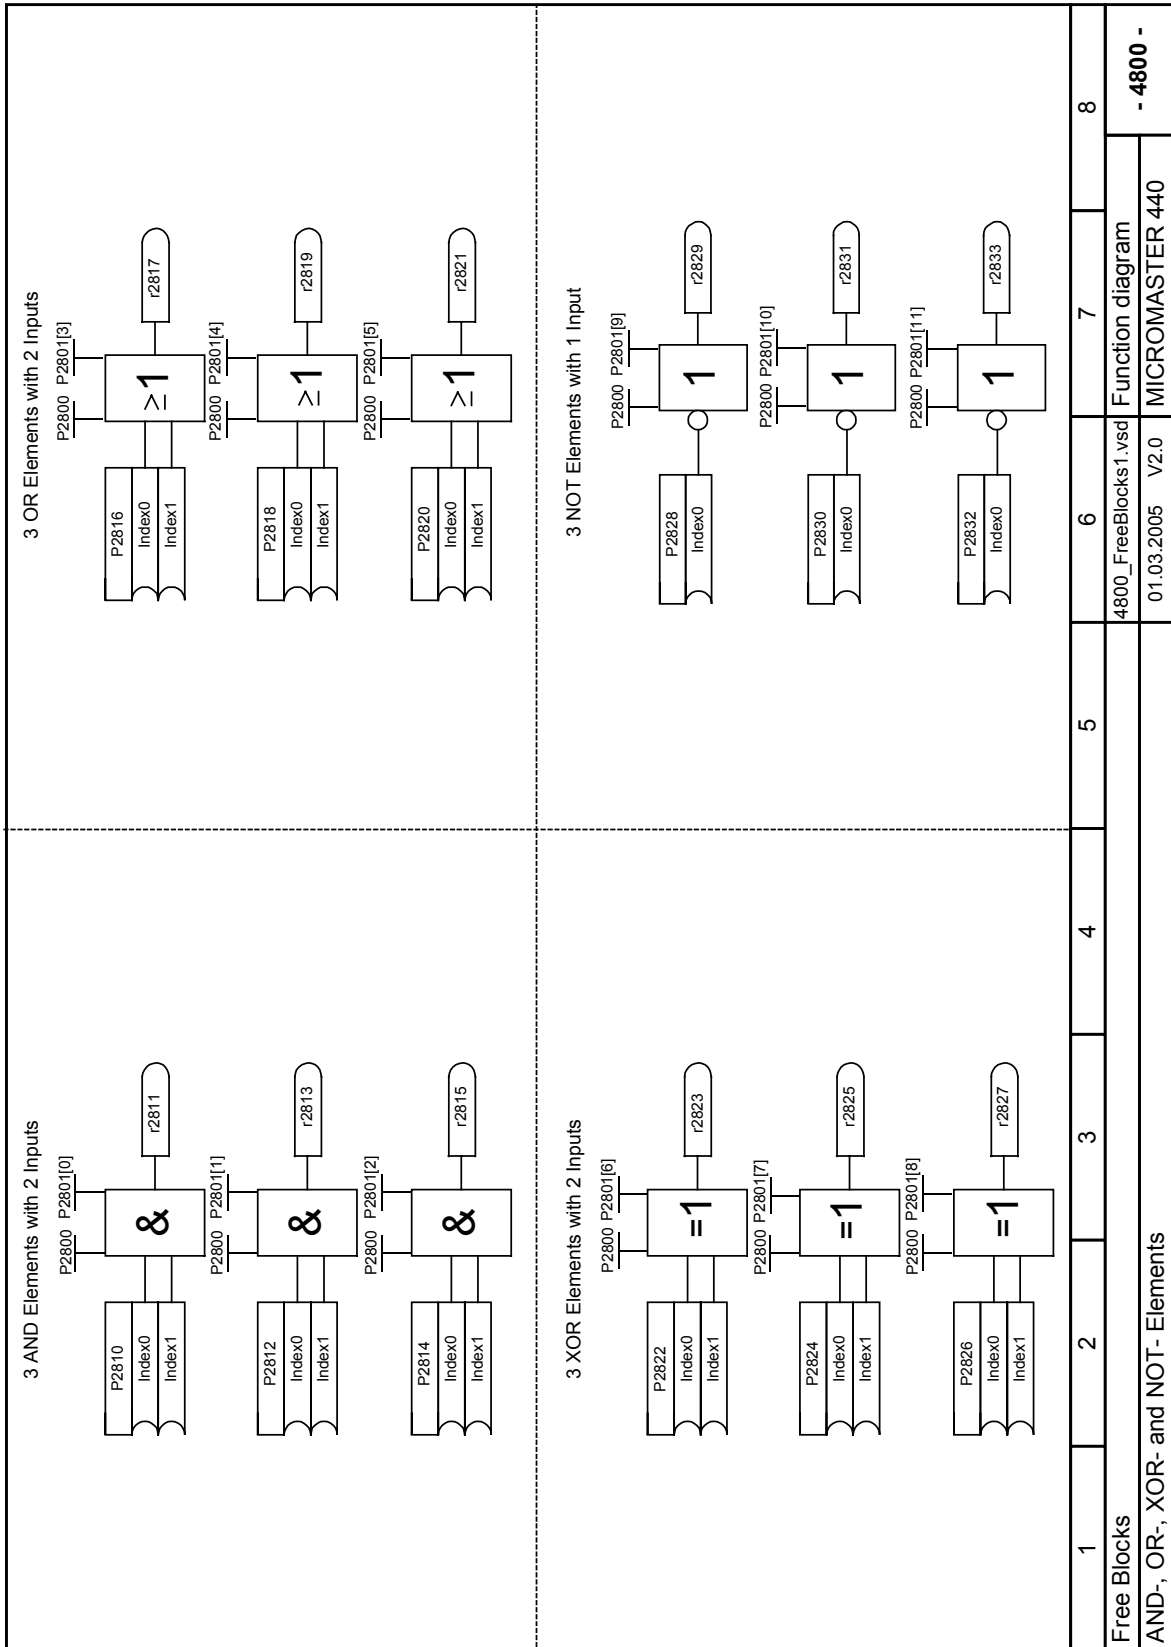 3 AND Elements with 2 Inputs
P2800 P2801[0]
P2810
Index0
Index1
&
r2811
P2800 P2801[1]
P2812
Index0
Index1
&
r2813
P2800 P2801[2]
P2814
Index0
Index1
&
r2815
3 OR Elements with 2 Inputs
P2800 P2801[3]
P2816
Index0
Index1
≥1
r2817
P2800 P2801[4]
P2818
Index0
Index1
≥1
r2819
P2800 P2801[5]
P2820
Index0
Index1
≥1
r2821
3 XOR Elements with 2 Inputs
P2800 P2801[6]
P2822
Index0
Index1
=1
r2823
P2800 P2801[7]
P2824
Index0
Index1
=1
r2825
P2800 P2801[8]
P2826
Index0
Index1
=1
r2827
3 NOT Elements with 1 Input
P2800 P2801[9]
P2828
Index0
1
r2829
P2800 P2801[10]
P2830
Index0
1
r2831
P2800 P2801[11]
P2832
Index0
1
r2833
1 2 3 4 5 6 7 8
Free Blocks 4800_FreeBlocks1.vsd Function diagram - 4800 -
AND-, OR-, XOR- and NOT- Elements 01.03.2005 V2.0 MICROMASTER 440